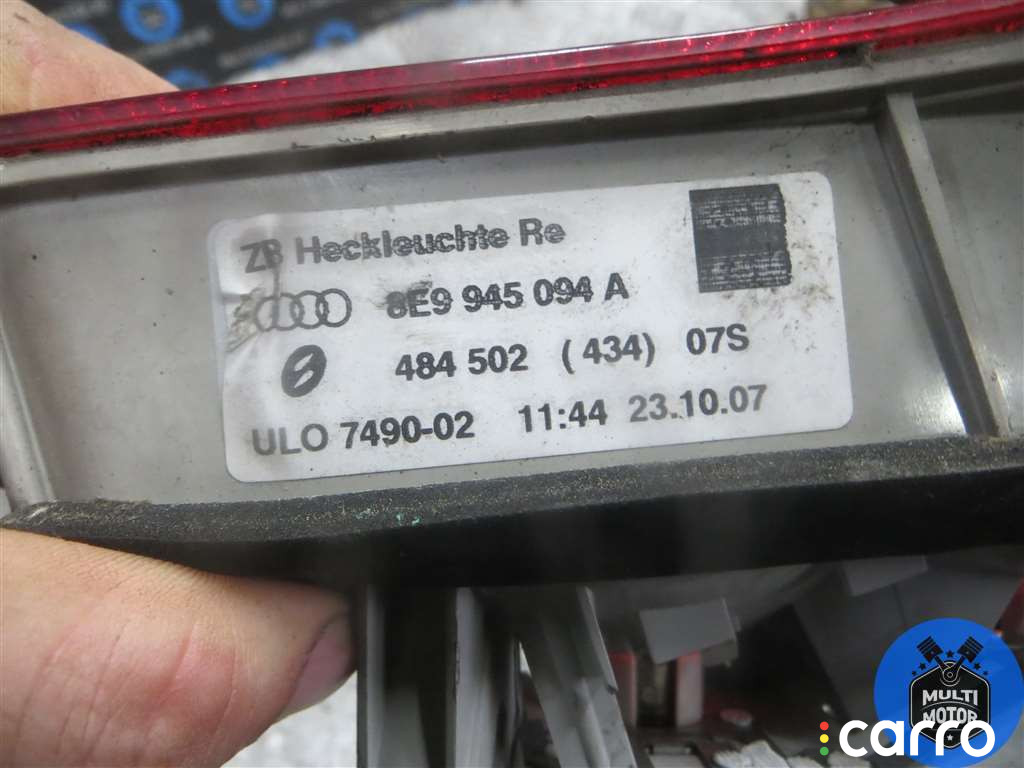 ZB Heckleuchte Re
8E9 945 094 A
484 502 (434) 07S
ULO 7490-02 11:44 23.10.07
MULTI
MOTOR
carro